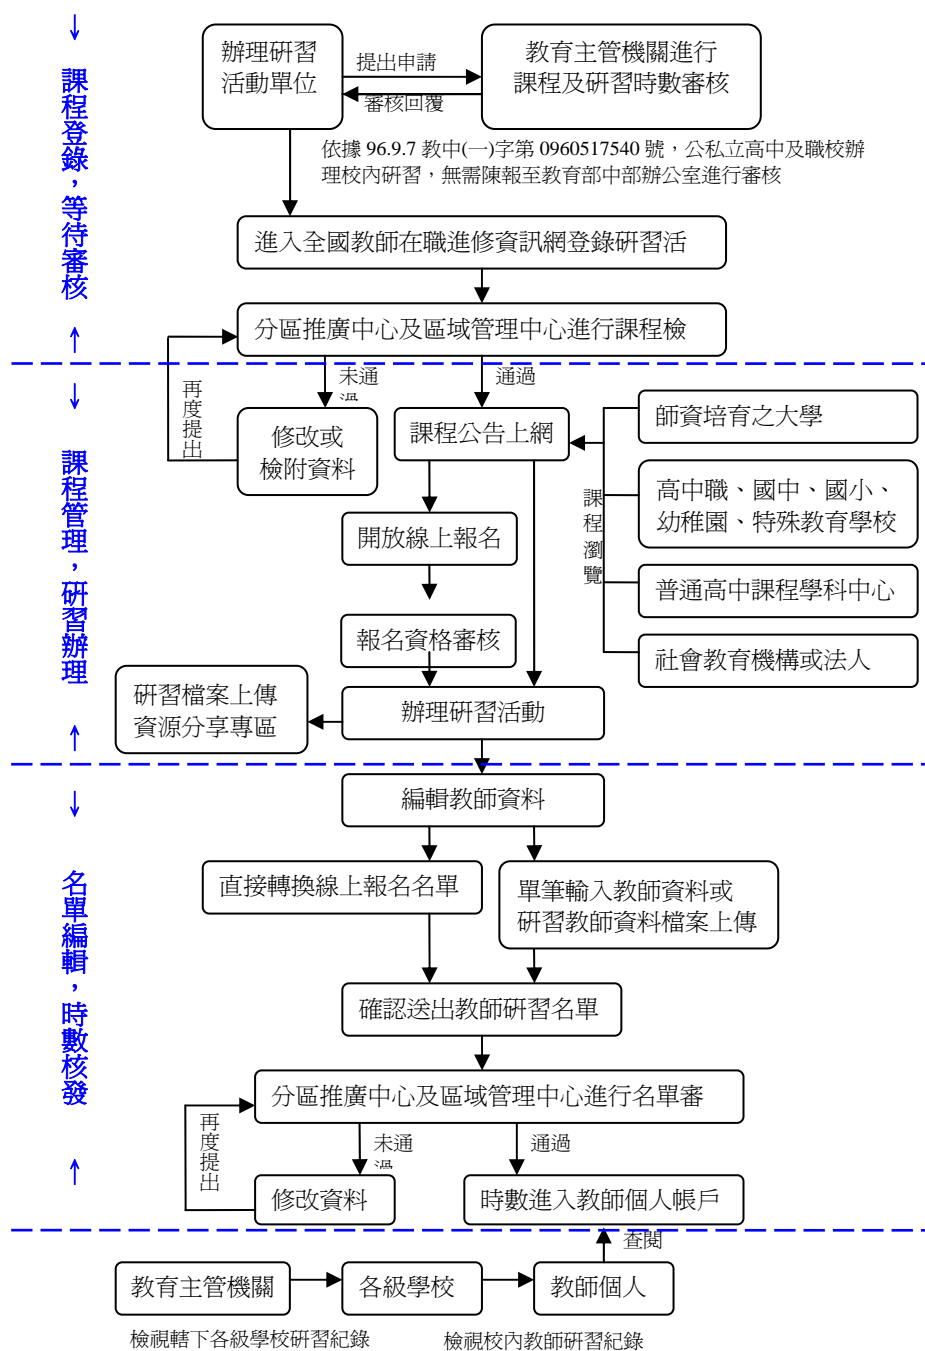 課程登錄，等待審核
辦理研習
活動單位
提出申請
審核回覆
教育主管機關進行
課程及研習時數審核
依據 96.9.7 教中(一)字第 0960517540 號，公私立高中及職校辦
理校內研習，無需陳報至教育部中部辦公室進行審核
進入全國教師在職進修資訊網登錄研習活
分區推廣中心及區域管理中心進行課程檢
課程管理，研習辦理
再度提出
未通
通過
修改或
檢附資料
課程公告上網
課程瀏覽
師資培育之大學
高中職、國中、國小、
幼稚園、特殊教育學校
普通高中課程學科中心
社會教育機構或法人
開放線上報名
報名資格審核
研習檔案上傳
資源分享專區
辦理研習活動
名單編輯，時數核發
編輯教師資料
直接轉換線上報名名單
單筆輸入教師資料或
研習教師資料檔案上傳
確認送出教師研習名單
分區推廣中心及區域管理中心進行名單審
再度提出
未通
通過
修改資料
時數進入教師個人帳戶
查閱
教育主管機關
各級學校
教師個人
檢視轄下各級學校研習紀錄
檢視校內教師研習紀錄